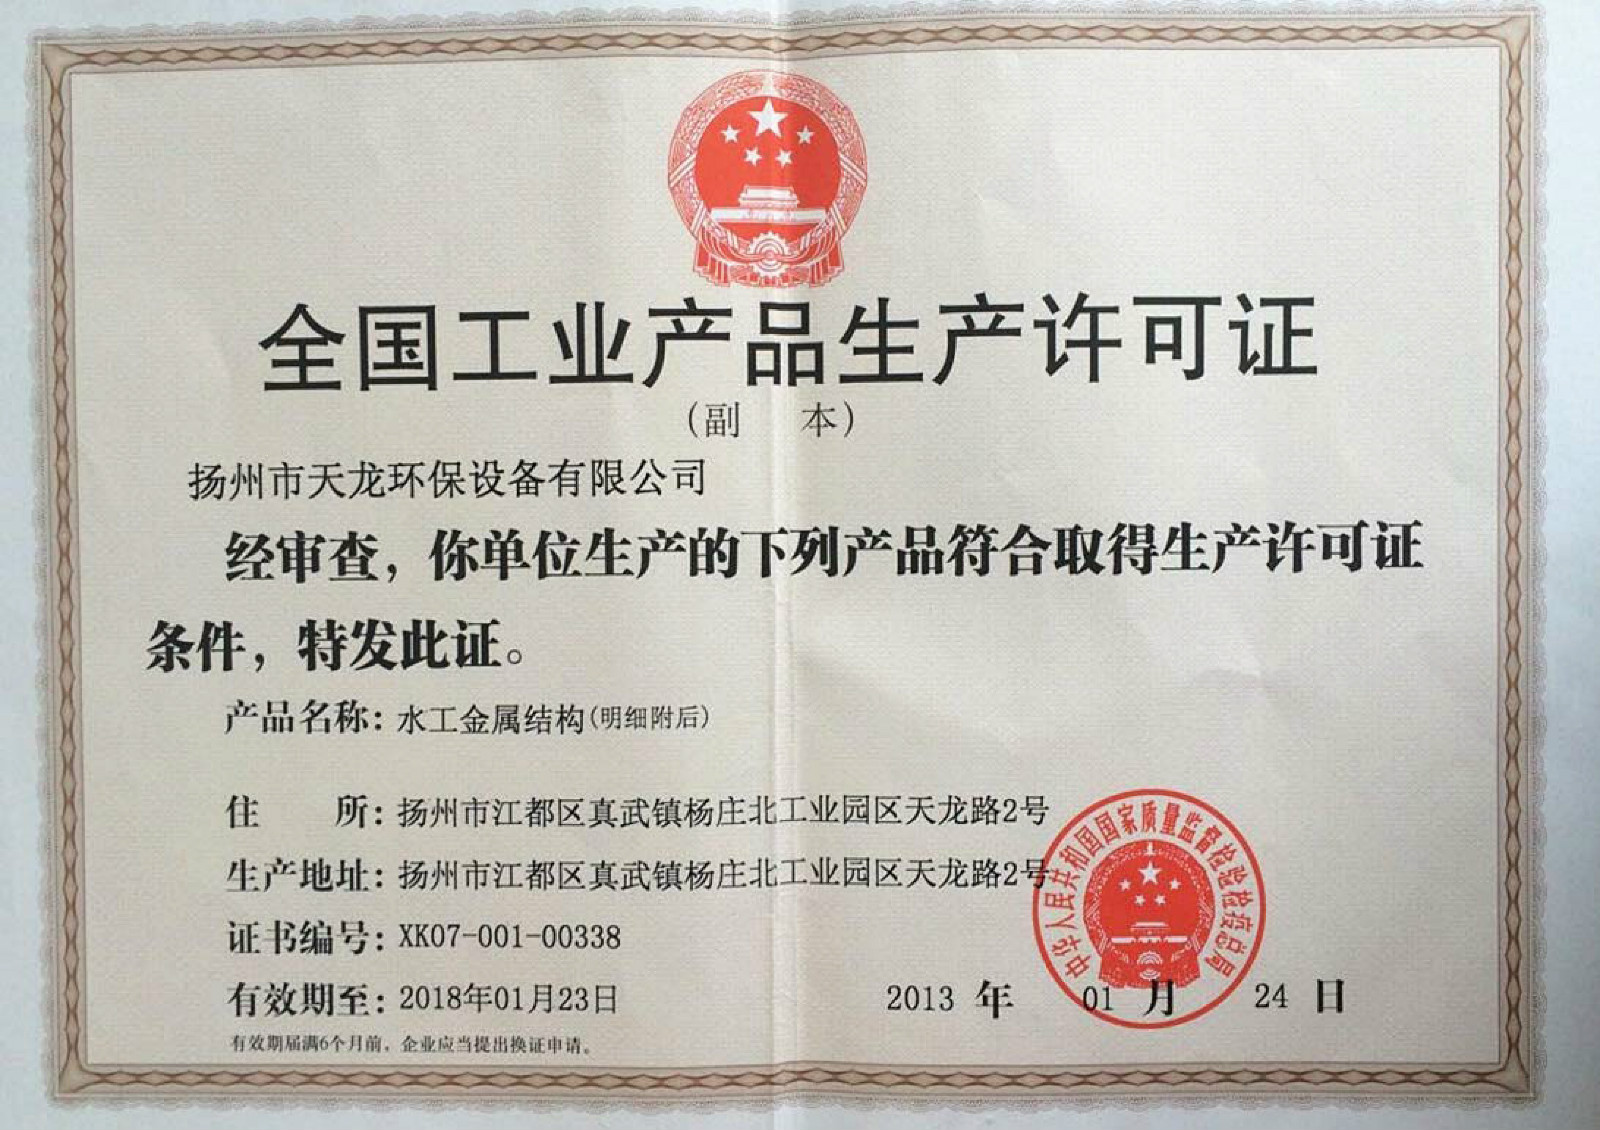 全国工业产品生产许可证
(副 本)
扬州市天龙环保设备有限公司
经审查，你单位生产的下列产品符合取得生产许可证
条件，特发此证。
产品名称：水工金属结构(明细附后)
住 所：扬州市江都区真武镇杨庄北工业园区天龙路2号
生产地址：扬州市江都区真武镇杨庄北工业园区天龙路2号
证书编号：XK07-001-00338
有效期至：2018年01月23日
中华人民共和国国家质量监督检验检疫总局
2013 年 01 月 24 日
有效期届满6个月前，企业应当提出换证申请。